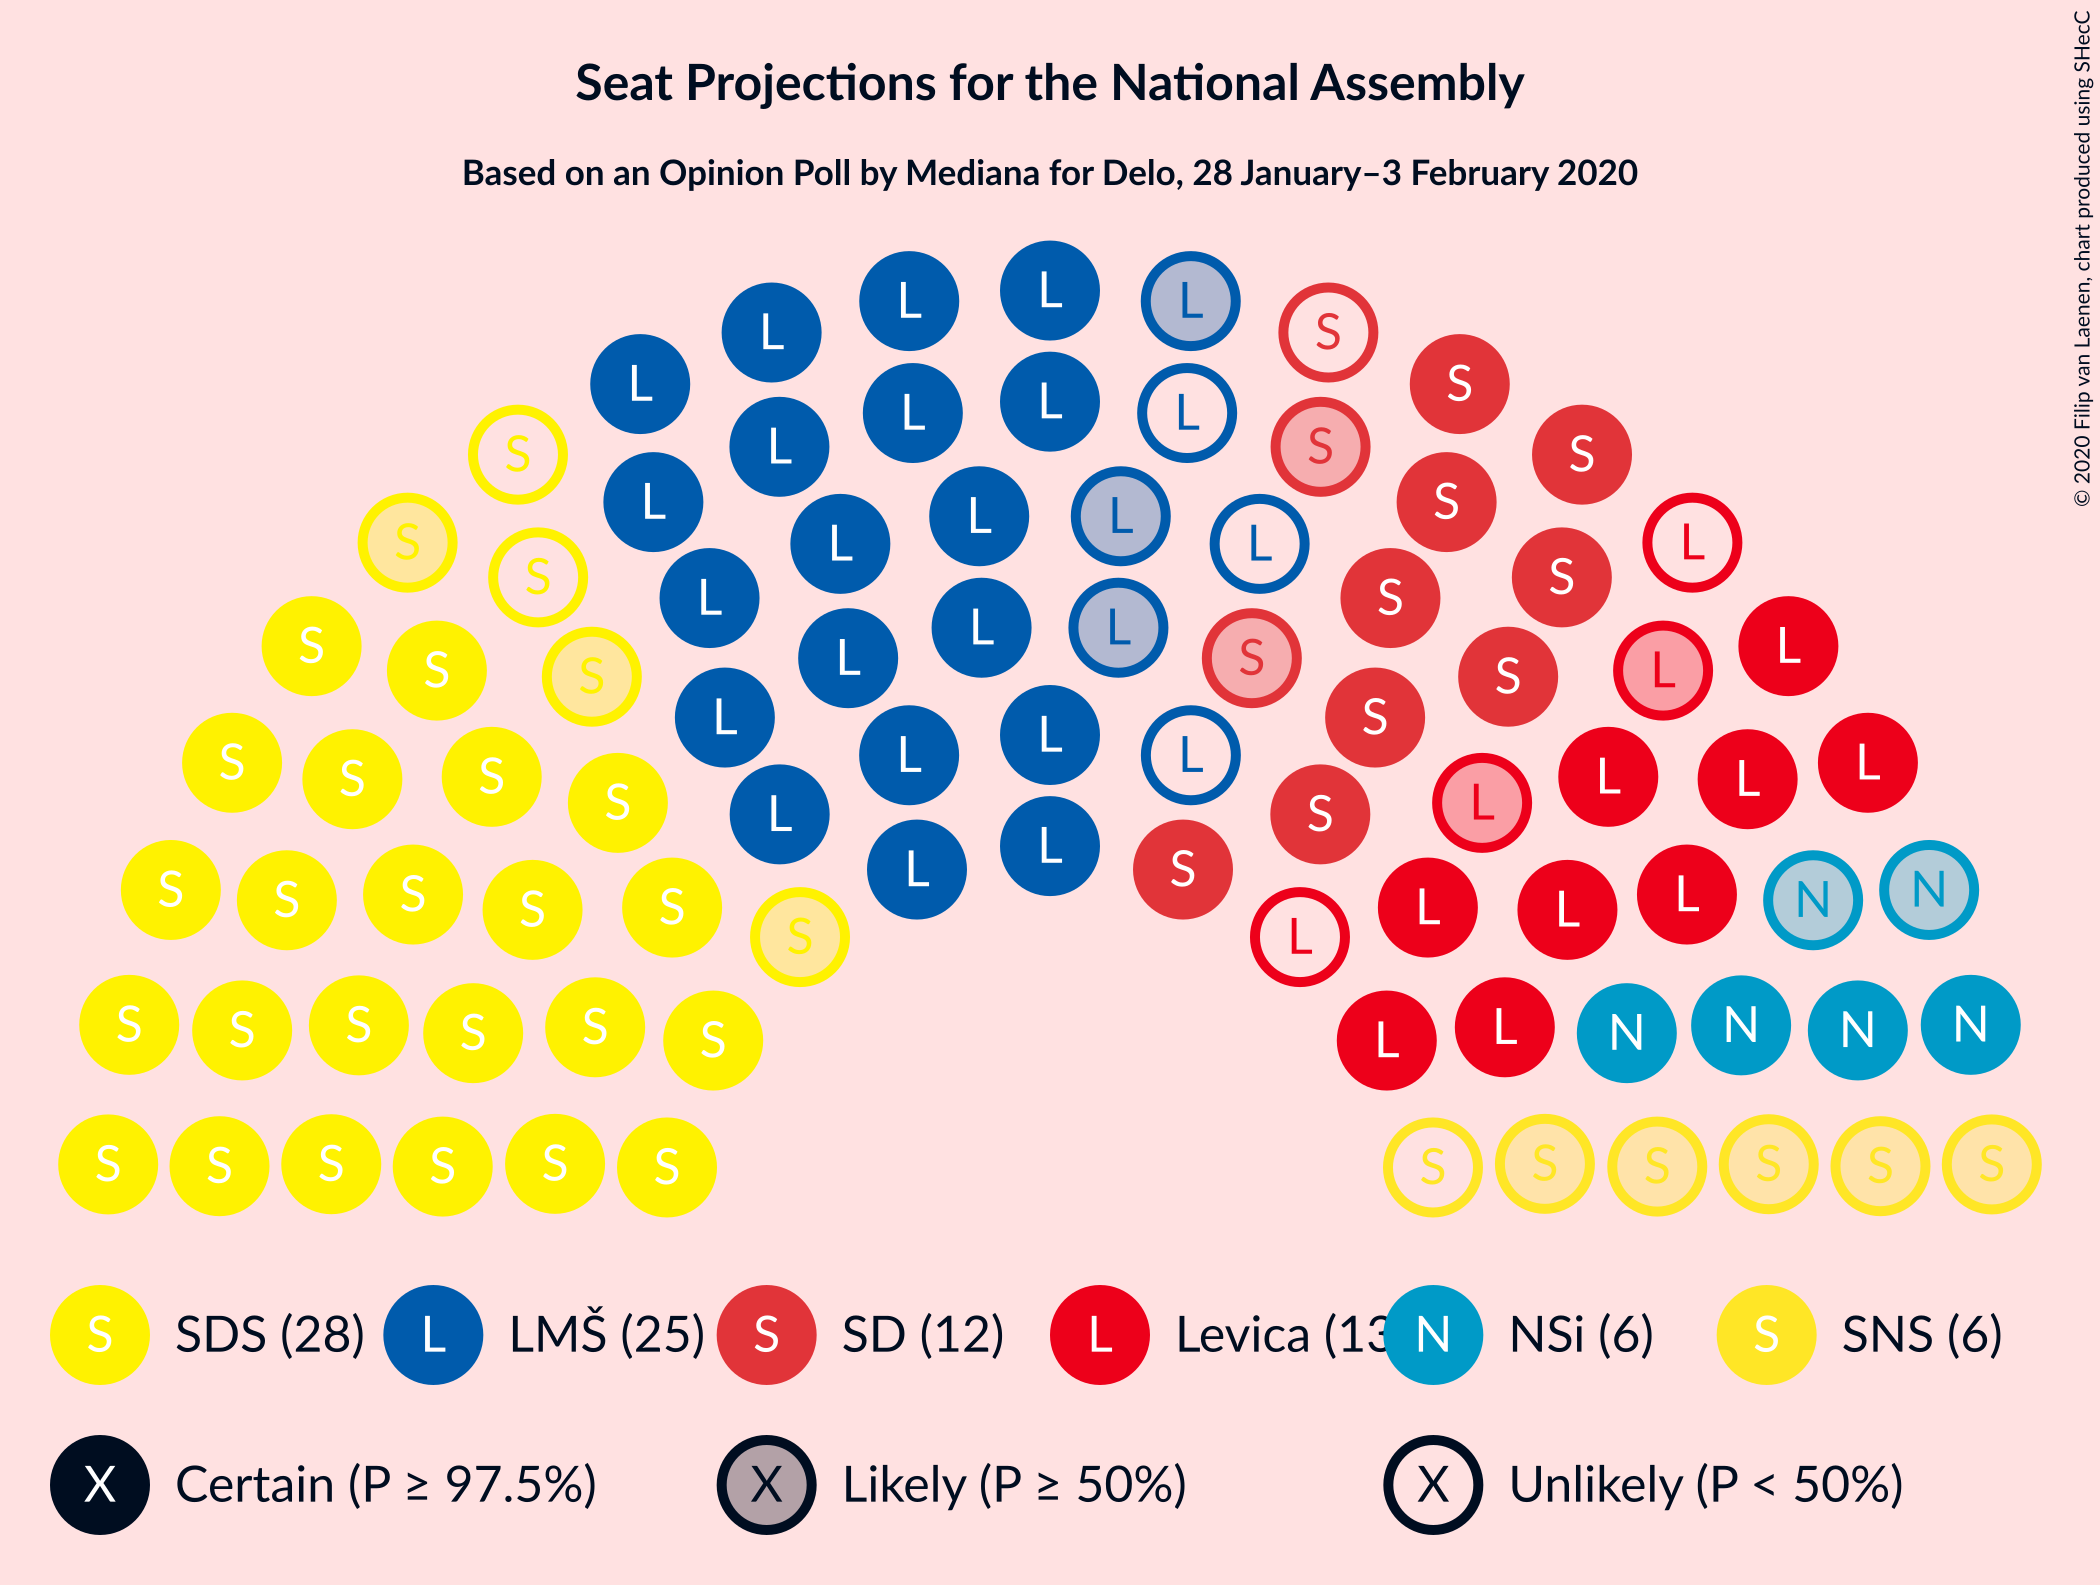 Seat Projections for the National Assembly
Based on an Opinion Poll by Mediana for Delo, 28 January–3 February 2020
© 2020 Filip van Laenen, chart produced using SHecC
L L L L S
L L S
L L L L S
S L L S S
L L L L
S S L S S L
L L L
L L S S
S S S L S S L L
L L L
S S S S L L S L L L L
L S
S S S S S L L S L L L N N
S L
S S S S S S L L N N N N
S S S S S S S S S S S S
S SDS (28) L LMŠ (25) S SD (12) L Levica (13 N NSi (6) S SNS (6)
X Certain (P ≥ 97.5%) X Likely (P ≥ 50%) X Unlikely (P < 50%)